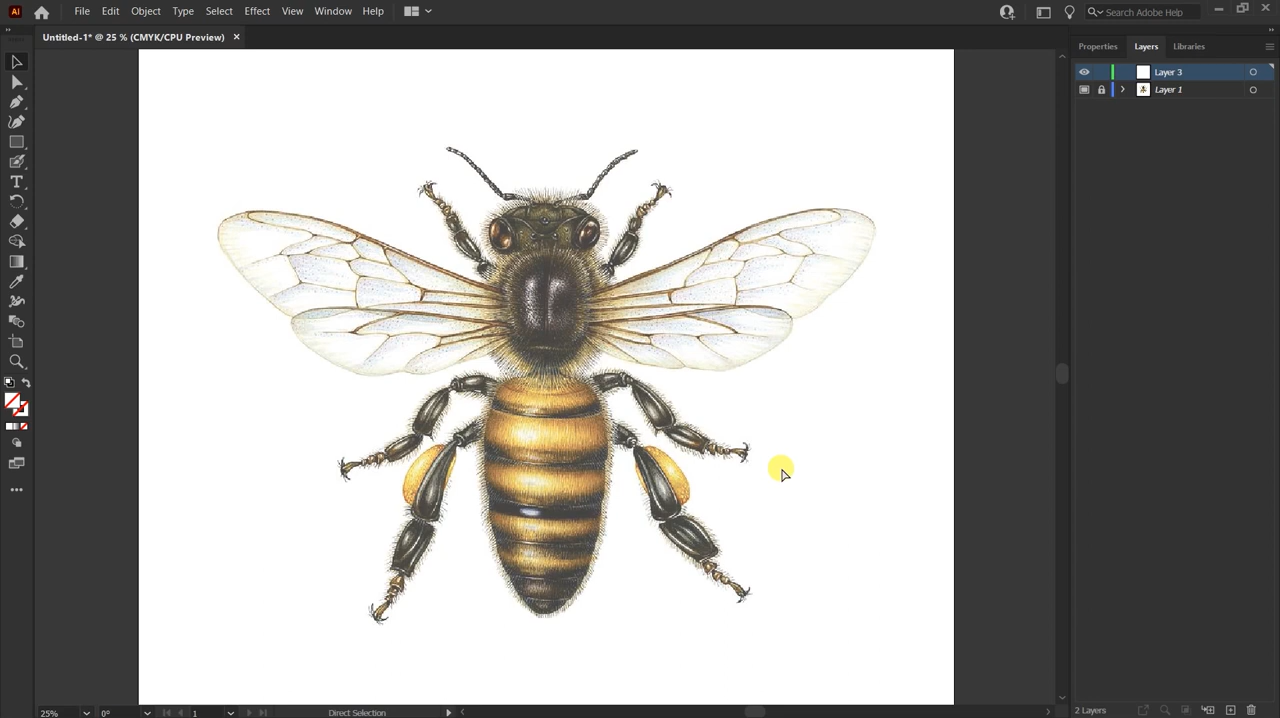 Ai File Edit Object Type Select Effect View Window Help Search Adobe Help
Untitled-1* @ 25 % (CMYK/CPU Preview) ×
Properties Layers Libraries
Layer 3
Layer 1
25% 0° 1 Direct Selection
2 Layers